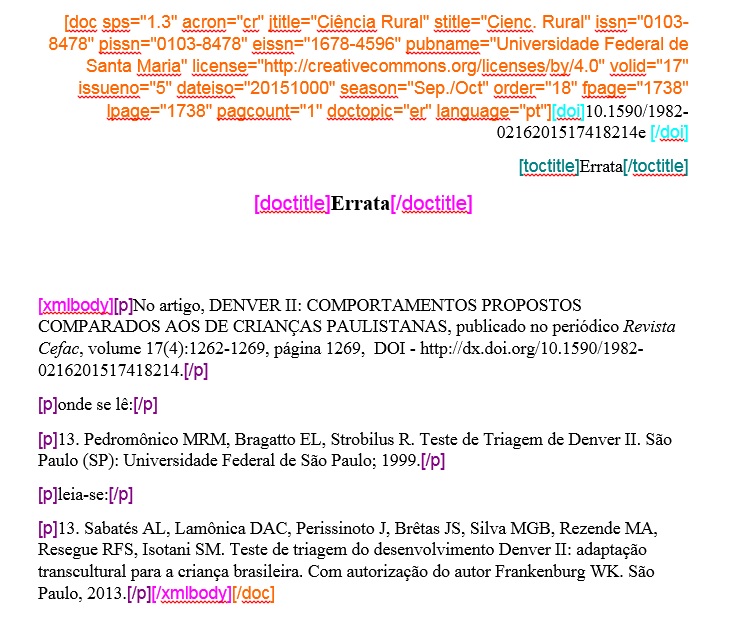 [doc sps="1.3" acron="cr" jtitle="Ciência Rural" stitle="Cienc. Rural" issn="0103-
8478" pissn="0103-8478" eissn="1678-4596" pubname="Universidade Federal de
Santa Maria" license="http://creativecommons.org/licenses/by/4.0" volid="17"
issueno="5" dateiso="20151000" season="Sep./Oct" order="18" fpage="1738"
lpage="1738" pagcount="1" doctopic="er" language="pt"][doi]10.1590/1982-
0216201517418214e [/doi]
[toctitle]Errata[/toctitle]
[doctitle]Errata[/doctitle]
[xmlbody][p]No artigo, DENVER II: COMPORTAMENTOS PROPOSTOS
COMPARADOS AOS DE CRIANÇAS PAULISTANAS, publicado no periódico Revista
Cefac, volume 17(4):1262-1269, página 1269,  DOI - http://dx.doi.org/10.1590/1982-
0216201517418214.[/p]
[p]onde se lê:[/p]
[p]13. Pedromônico MRM, Bragatto EL, Strobilus R. Teste de Triagem de Denver II. São
Paulo (SP): Universidade Federal de São Paulo; 1999.[/p]
[p]leia-se:[/p]
[p]13. Sabatés AL, Lamônica DAC, Perissinoto J, Brêtas JS, Silva MGB, Rezende MA,
Resegue RFS, Isotani SM. Teste de triagem do desenvolvimento Denver II: adaptação
transcultural para a criança brasileira. Com autorização do autor Frankenburg WK. São
Paulo, 2013.[/p][/xmlbody][/doc]